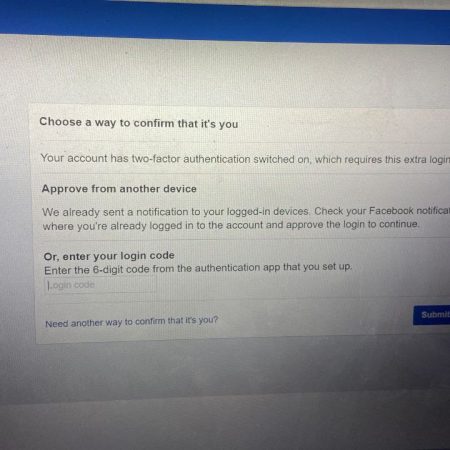 Choose a way to confirm that it's you
Your account has two-factor authentication switched on, which requires this extra login
Approve from another device
We already sent a notification to your logged-in devices. Check your Facebook notificat
where you're already logged in to the account and approve the login to continue.
Or, enter your login code
Enter the 6-digit code from the authentication app that you set up.
Login code
Need another way to confirm that it's you?
Submit